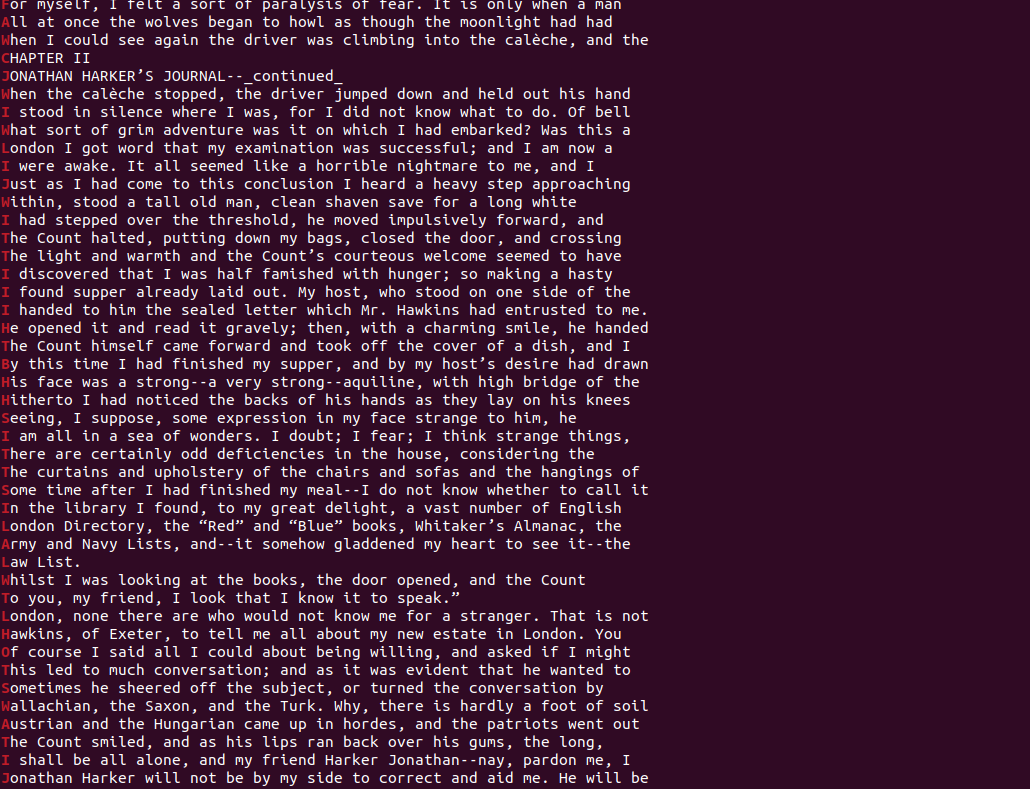 For myself, I felt a sort of paralysis of fear. It is only when a man
All at once the wolves began to howl as though the moonlight had had
When I could see again the driver was climbing into the calèche, and the
CHAPTER II
JONATHAN HARKER’S JOURNAL--_continued_
When the calèche stopped, the driver jumped down and held out his hand
I stood in silence where I was, for I did not know what to do. Of bell
What sort of grim adventure was it on which I had embarked? Was this a
London I got word that my examination was successful; and I am now a
I were awake. It all seemed like a horrible nightmare to me, and I
Just as I had come to this conclusion I heard a heavy step approaching
Within, stood a tall old man, clean shaven save for a long white
I had stepped over the threshold, he moved impulsively forward, and
The Count halted, putting down my bags, closed the door, and crossing
The light and warmth and the Count’s courteous welcome seemed to have
I discovered that I was half famished with hunger; so making a hasty
I found supper already laid out. My host, who stood on one side of the
I handed to him the sealed letter which Mr. Hawkins had entrusted to me.
He opened it and read it gravely; then, with a charming smile, he handed
The Count himself came forward and took off the cover of a dish, and I
By this time I had finished my supper, and by my host’s desire had drawn
His face was a strong--a very strong--aquiline, with high bridge of the
Hitherto I had noticed the backs of his hands as they lay on his knees
Seeing, I suppose, some expression in my face strange to him, he
I am all in a sea of wonders. I doubt; I fear; I think strange things,
There are certainly odd deficiencies in the house, considering the
The curtains and upholstery of the chairs and sofas and the hangings of
Some time after I had finished my meal--I do not know whether to call it
In the library I found, to my great delight, a vast number of English
London Directory, the “Red” and “Blue” books, Whitaker’s Almanac, the
Army and Navy Lists, and--it somehow gladdened my heart to see it--the
Law List.
Whilst I was looking at the books, the door opened, and the Count
To you, my friend, I look that I know it to speak.”
London, none there are who would not know me for a stranger. That is not
Hawkins, of Exeter, to tell me all about my new estate in London. You
Of course I said all I could about being willing, and asked if I might
This led to much conversation; and as it was evident that he wanted to
Sometimes he sheered off the subject, or turned the conversation by
Wallachian, the Saxon, and the Turk. Why, there is hardly a foot of soil
Austrian and the Hungarian came up in hordes, and the patriots went out
The Count smiled, and as his lips ran back over his gums, the long,
I shall be all alone, and my friend Harker Jonathan--nay, pardon me, I
Jonathan Harker will not be by my side to correct and aid me. He will be